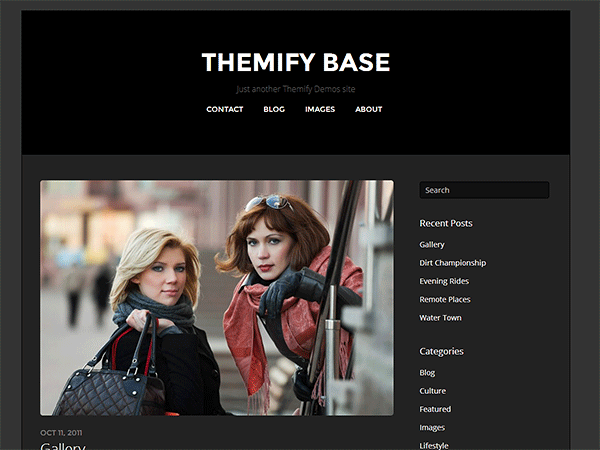 THEMIFY BASE
Just another Themify Demos site
CONTACT BLOG IMAGES ABOUT
Search
Recent Posts
Gallery
Dirt Championship
Evening Rides
Remote Places
Water Town
Categories
Blog
Culture
Featured
Images
Lifestyle
OCT 11, 2011
Gallery